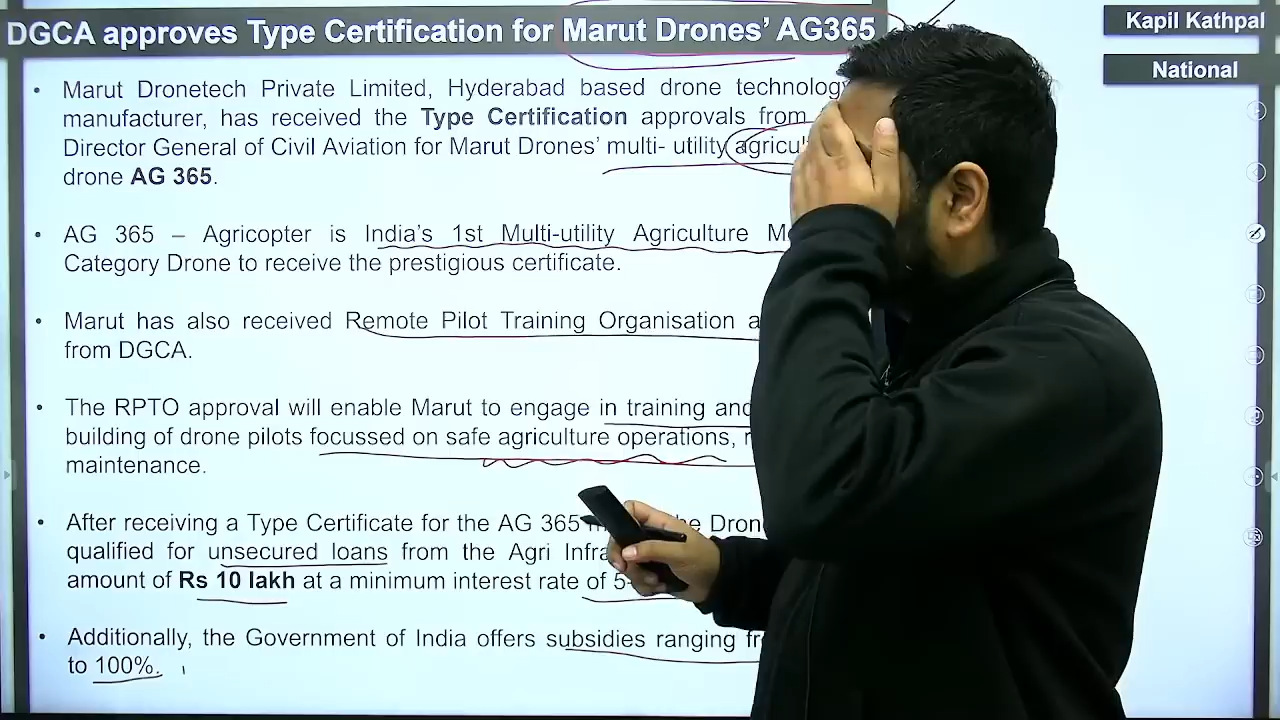 DGCA approves Type Certification for Marut Drones' AG365
Kapil Kathpal
National
• Marut Dronetech Private Limited, Hyderabad based drone technology
manufacturer, has received the Type Certification approvals from
Director General of Civil Aviation for Marut Drones' multi- utility
drone AG 365.
• AG 365 – Agricopter is India's 1st Multi-utility Agriculture
Category Drone to receive the prestigious certificate.
• Marut has also received Remote Pilot Training Organisation
from DGCA.
• The RPTO approval will enable Marut to engage in training and
building of drone pilots focussed on safe agriculture operations,
maintenance.
• After receiving a Type Certificate for the AG 365
qualified for unsecured loans from the Agri
amount of Rs 10 lakh at a minimum interest rate of
• Additionally, the Government of India offers subsidies ranging
to 100%.